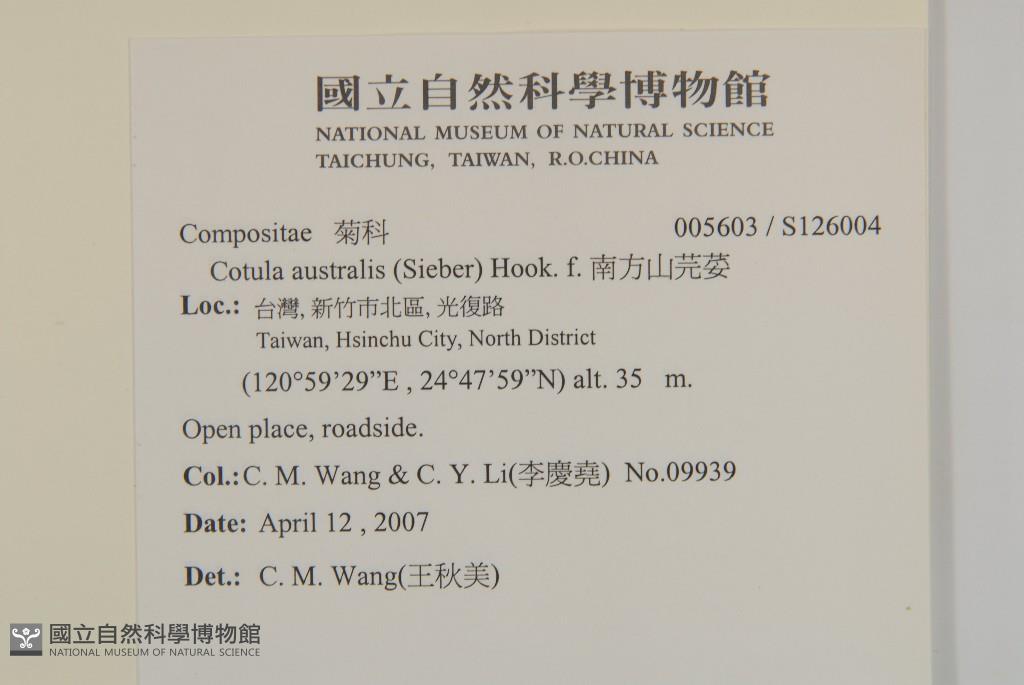 國立自然科學博物館
NATIONAL MUSEUM OF NATURAL SCIENCE
TAICHUNG, TAIWAN, R.O.CHINA
Compositae 菊科 005603 / S126004
Cotula australis (Sieber) Hook. f. 南方山芫荽
Loc.: 台灣, 新竹市北區, 光復路
Taiwan, Hsinchu City, North District
(120°59’29”E , 24°47’59”N) alt. 35 m.
Open place, roadside.
Col.: C. M. Wang & C. Y. Li(李慶堯) No.09939
Date: April 12 , 2007
Det.: C. M. Wang(王秋美)
國立自然科學博物館
NATIONAL MUSEUM OF NATURAL SCIENCE